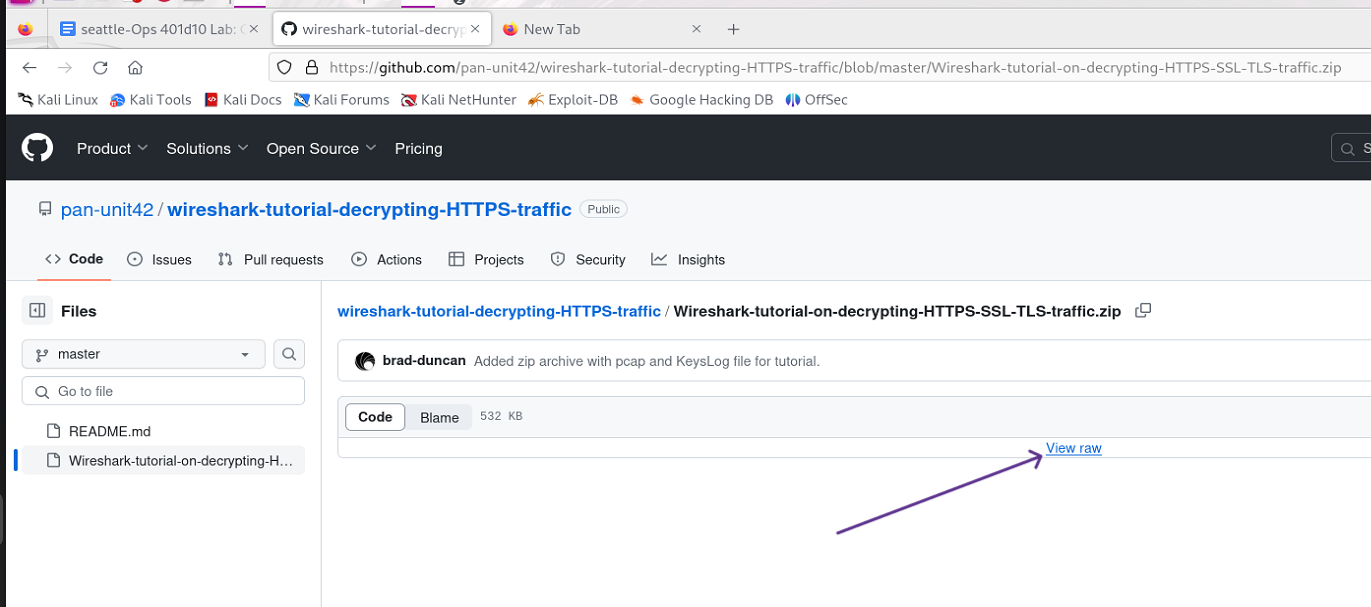 seattle-Ops 401d10 Lab:
wireshark-tutorial-decryp
New Tab
https://github.com/pan-unit42/wireshark-tutorial-decrypting-HTTPS-traffic/blob/master/Wireshark-tutorial-on-decrypting-HTTPS-SSL-TLS-traffic.zip
Kali Linux Kali Tools Kali Docs Kali Forums Kali NetHunter Exploit-DB Google Hacking DB OffSec
Product Solutions Open Source Pricing
pan-unit42 / wireshark-tutorial-decrypting-HTTPS-traffic Public
Code Issues Pull requests Actions Projects Security Insights
Files
master
Go to file
README.md
Wireshark-tutorial-on-decrypting-H...
wireshark-tutorial-decrypting-HTTPS-traffic / Wireshark-tutorial-on-decrypting-HTTPS-SSL-TLS-traffic.zip
brad-duncan Added zip archive with pcap and KeysLog file for tutorial.
Code Blame 532 KB
View raw